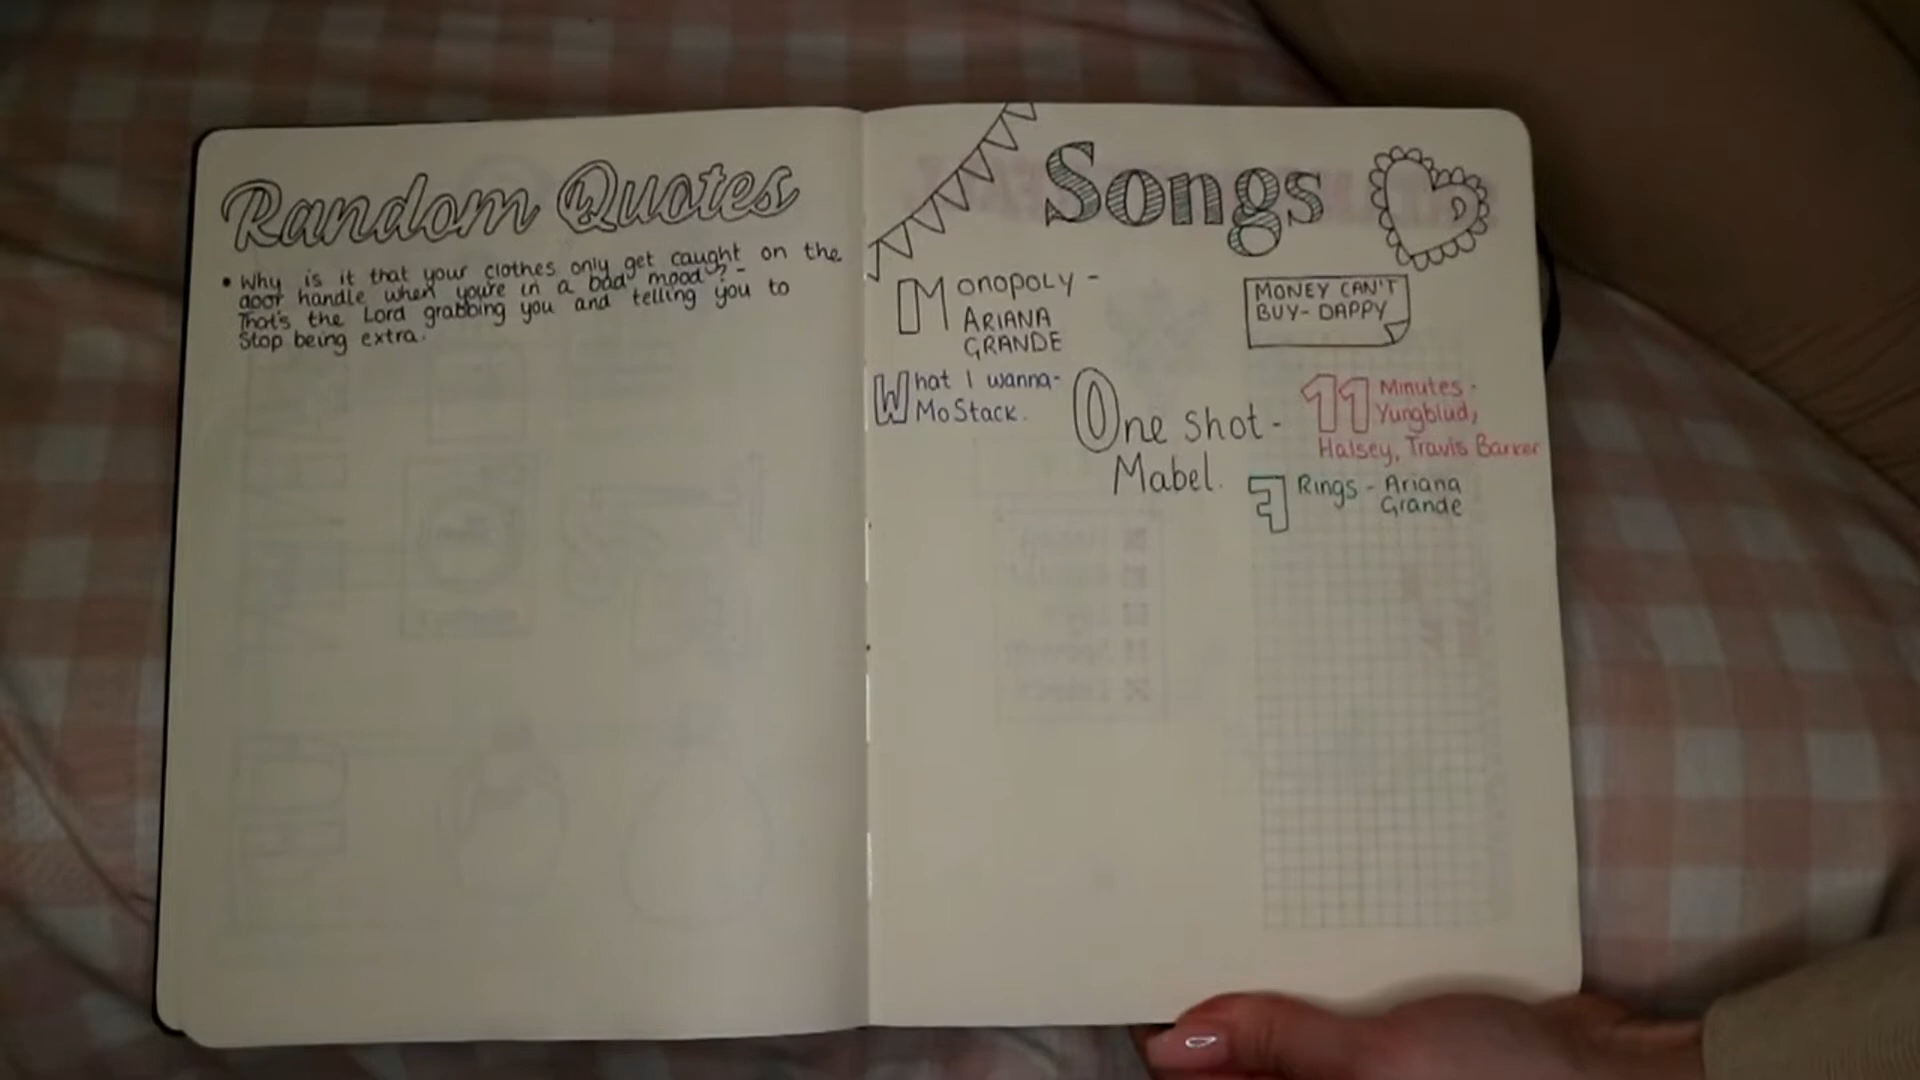 Random Quotes
• Why is it that your clothes only get caught on the
door handle when you're in a bad mood? -
That's the Lord grabbing you and telling you to
Stop being extra.
Songs
Monopoly -
ARIANA
GRANDE
MONEY CAN'T
BUY - DAPPY
What I wanna -
MoStack.
One shot -
Mabel.
11 Minutes -
Yungblud,
Halsey, Travis Barker
7 Rings - Ariana
Grande